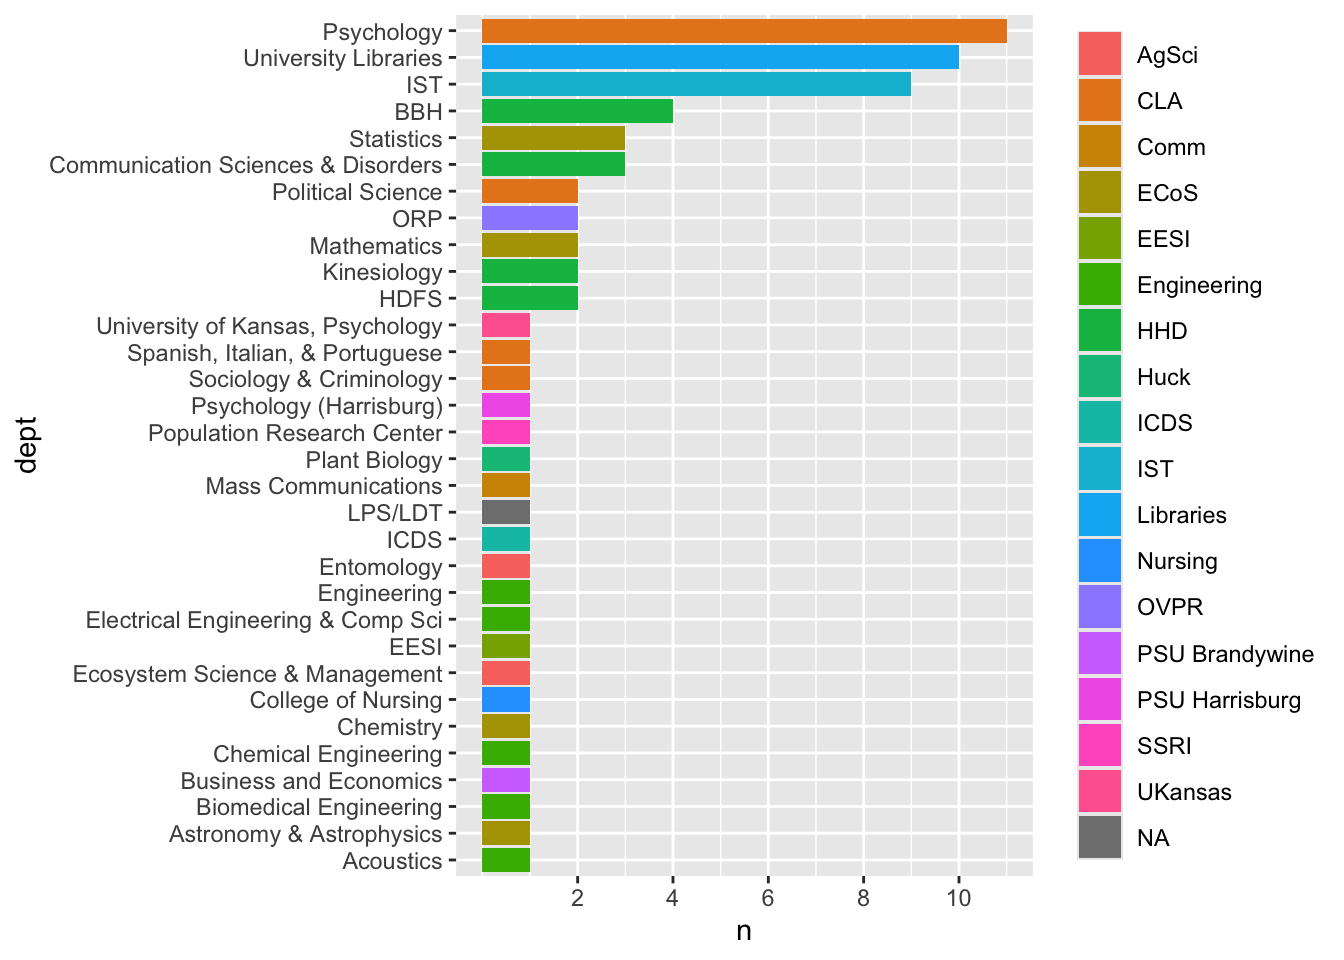 Psychology
University Libraries
IST
BBH
Statistics
Communication Sciences & Disorders
Political Science
ORP
Mathematics
Kinesiology
HDFS
University of Kansas, Psychology
Spanish, Italian, & Portuguese
Sociology & Criminology
Psychology (Harrisburg)
Population Research Center
Plant Biology
Mass Communications
LPS/LDT
ICDS
Entomology
Engineering
Electrical Engineering & Comp Sci
EESI
Ecosystem Science & Management
College of Nursing
Chemistry
Chemical Engineering
Business and Economics
Biomedical Engineering
Astronomy & Astrophysics
Acoustics
dept
2 4 6 8 10
n
AgSci
CLA
Comm
ECoS
EESI
Engineering
HHD
Huck
ICDS
IST
Libraries
Nursing
OVPR
PSU Brandywine
PSU Harrisburg
SSRI
UKansas
NA